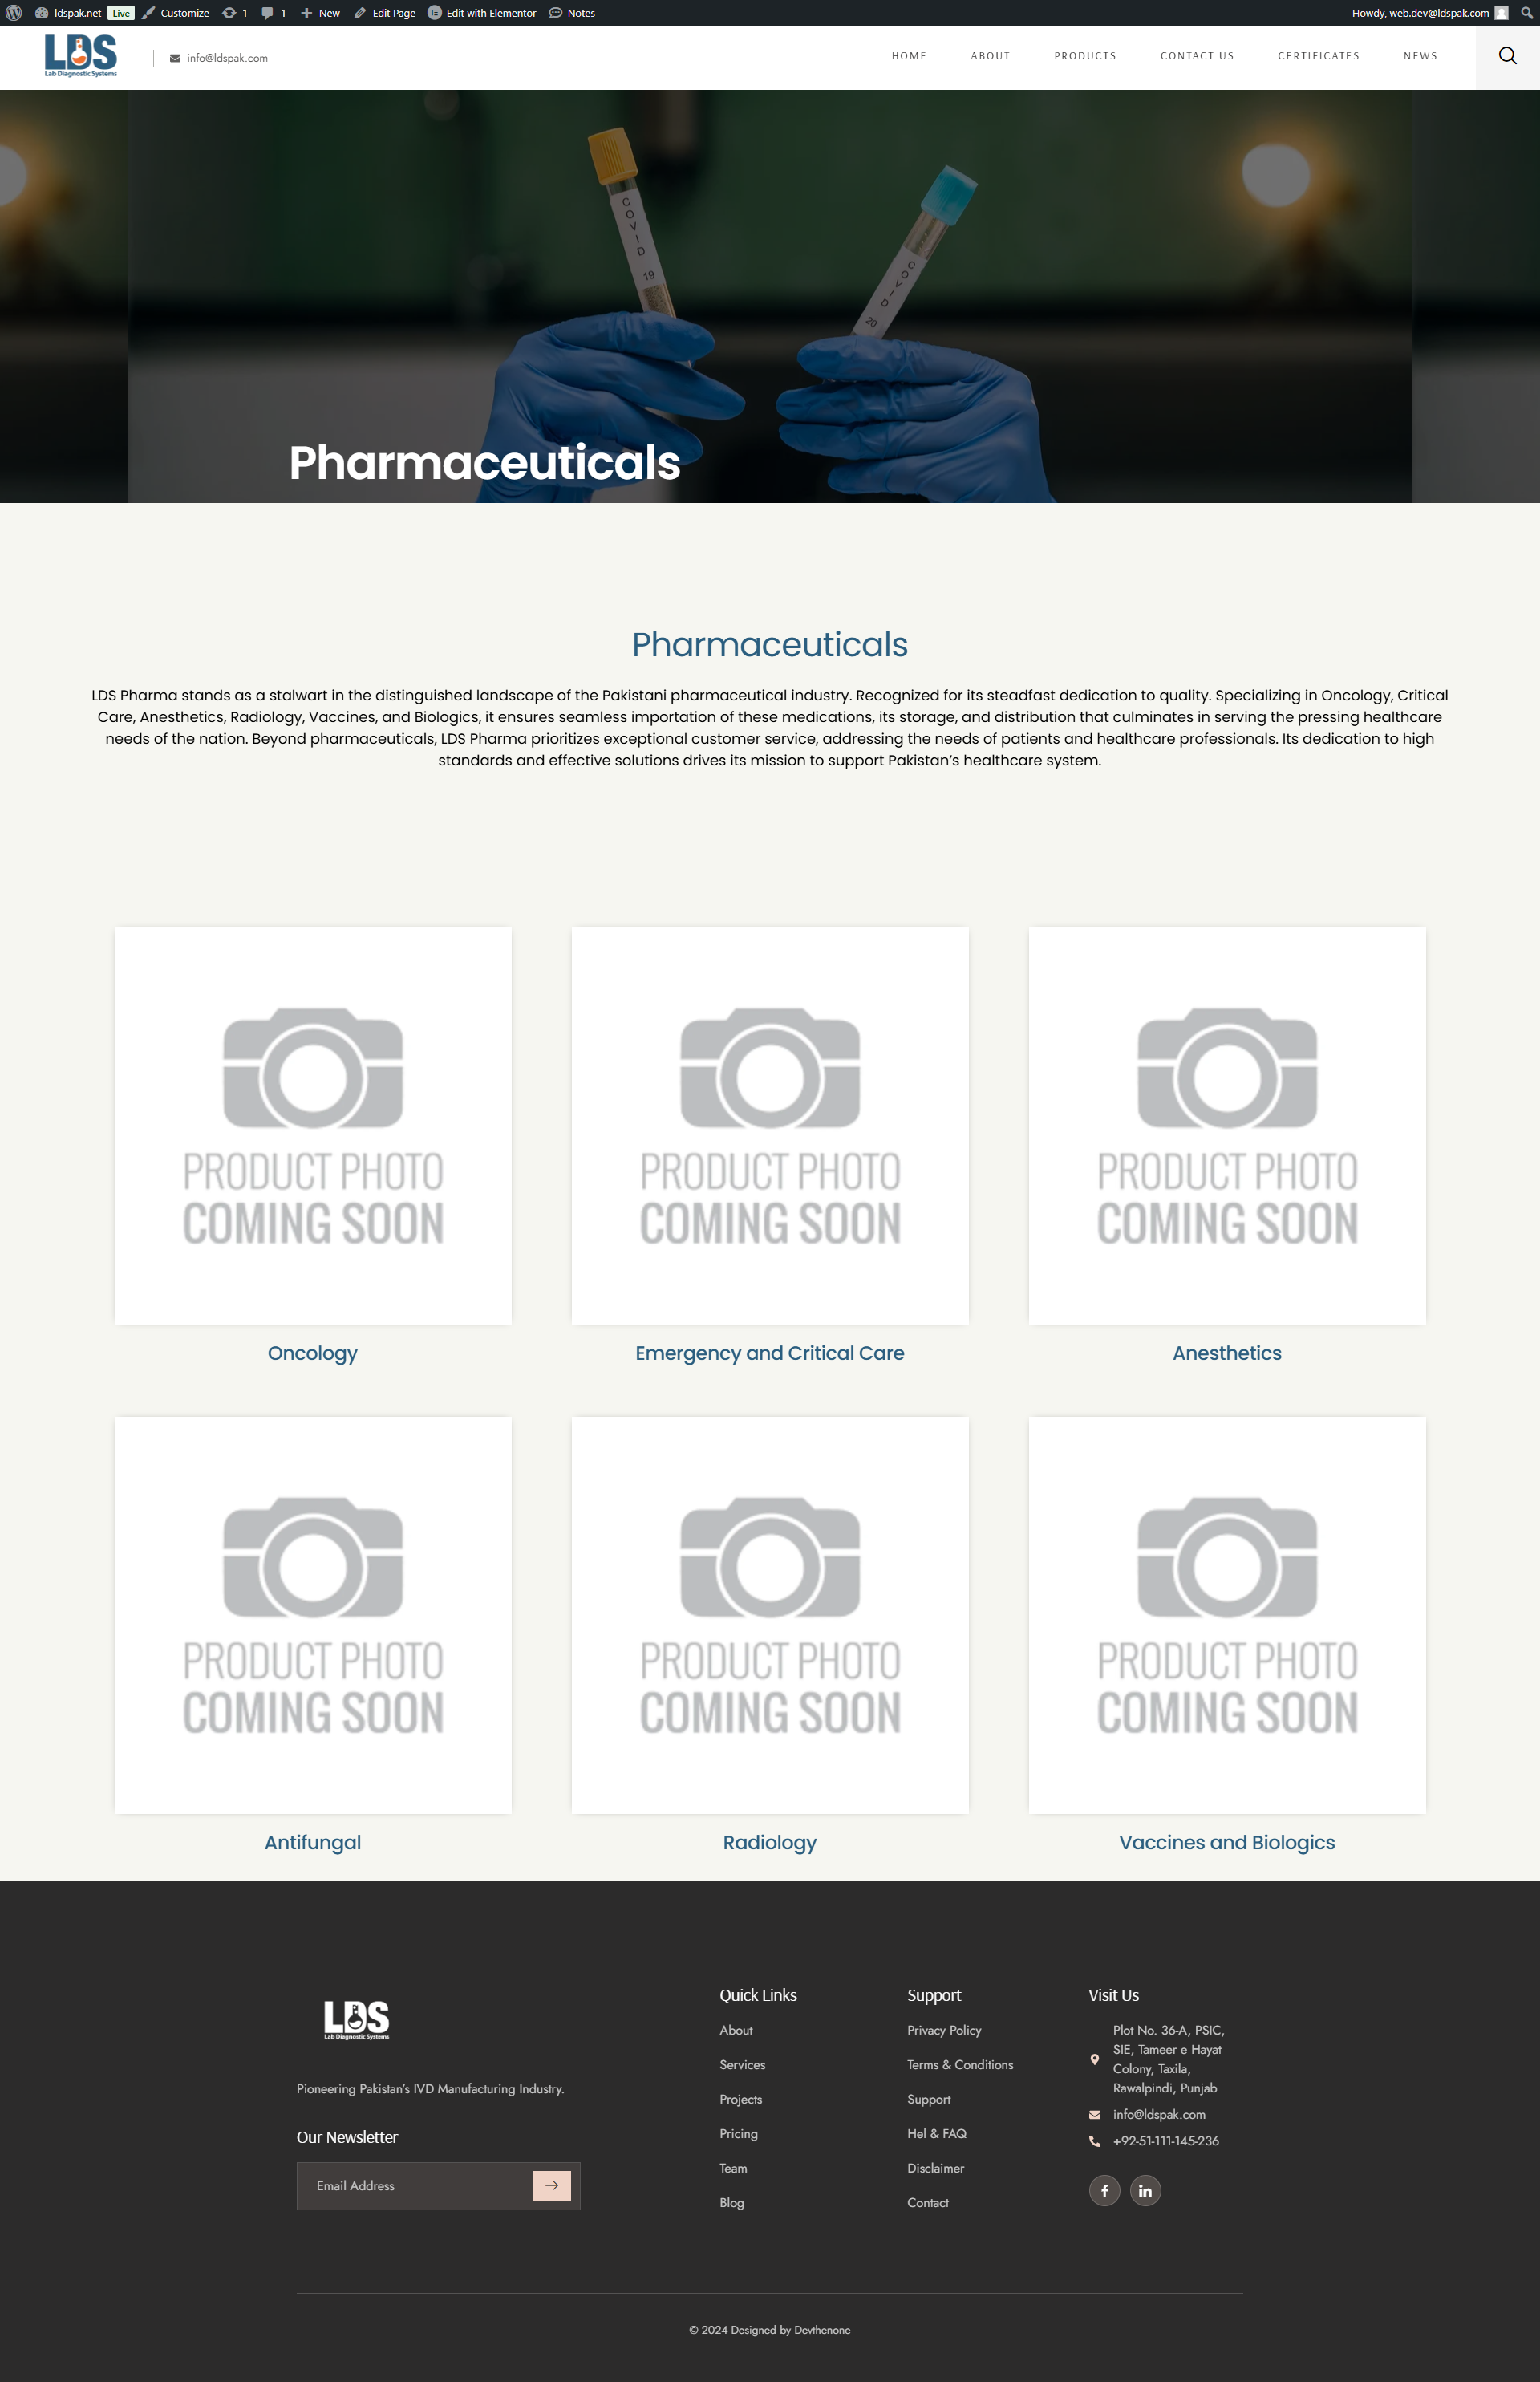 ldspak.net Live Customize 1 1 New Edit Page Edit with Elementor Notes Howdy, web.dev@ldspak.com
LDS
Lab Diagnostic Systems
info@ldspak.com
HOME ABOUT PRODUCTS CONTACT US CERTIFICATES NEWS
COVID 19
COVID 20
Pharmaceuticals
Pharmaceuticals
LDS Pharma stands as a stalwart in the distinguished landscape of the Pakistani pharmaceutical industry. Recognized for its steadfast dedication to quality. Specializing in Oncology, Critical
Care, Anesthetics, Radiology, Vaccines, and Biologics, it ensures seamless importation of these medications, its storage, and distribution that culminates in serving the pressing healthcare
needs of the nation. Beyond pharmaceuticals, LDS Pharma prioritizes exceptional customer service, addressing the needs of patients and healthcare professionals. Its dedication to high
standards and effective solutions drives its mission to support Pakistan’s healthcare system.
PRODUCT PHOTO
COMING SOON
PRODUCT PHOTO
COMING SOON
PRODUCT PHOTO
COMING SOON
Oncology
Emergency and Critical Care
Anesthetics
PRODUCT PHOTO
COMING SOON
PRODUCT PHOTO
COMING SOON
PRODUCT PHOTO
COMING SOON
Antifungal
Radiology
Vaccines and Biologics
LDS
Lab Diagnostic Systems
Pioneering Pakistan’s IVD Manufacturing Industry.
Our Newsletter
Email Address
Quick Links
About
Services
Projects
Pricing
Team
Blog
Support
Privacy Policy
Terms & Conditions
Support
Hel & FAQ
Disclaimer
Contact
Visit Us
Plot No. 36-A, PSIC,
SIE, Tameer e Hayat
Colony, Taxila,
Rawalpindi, Punjab
info@ldspak.com
+92-51-111-145-236
© 2024 Designed by Devthenone